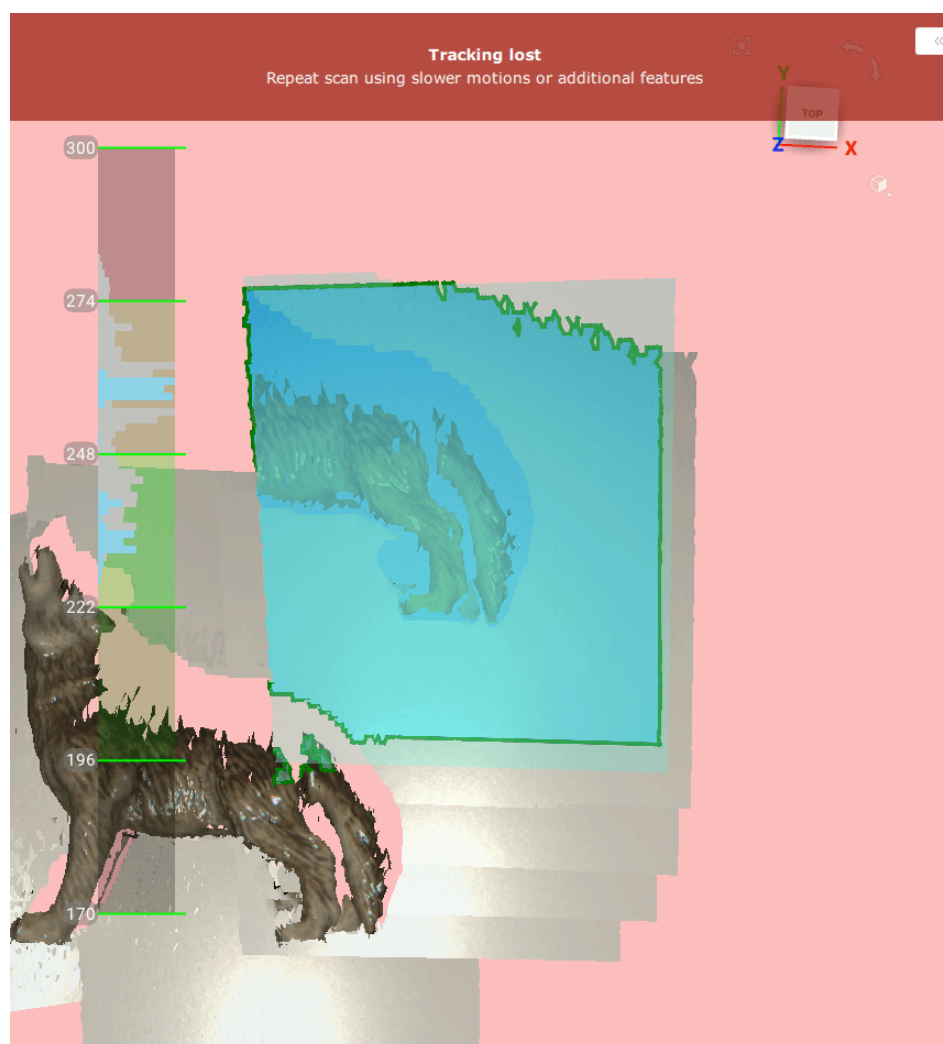 Tracking lost
Repeat scan using slower motions or additional features
Y
TOP
Z X
300
274
248
222
196
170